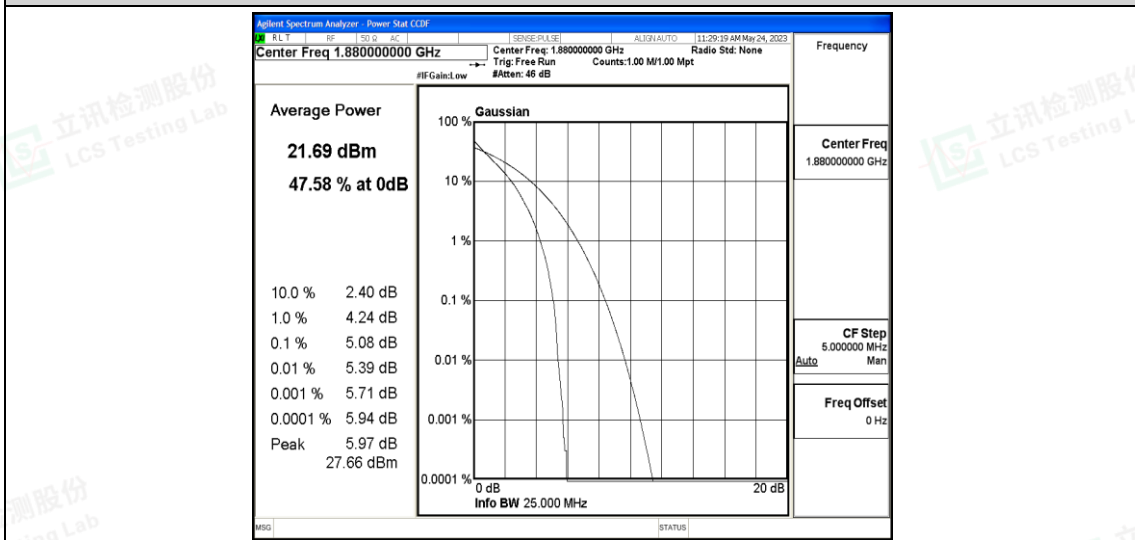 Agilent Spectrum Analyzer - Power Stat CCDF
RLT RF 50 Ω AC SENSE:PULSE ALIGNAUTO 11:29:19 AM May 24, 2023
Center Freq 1.880000000 GHz
Center Freq: 1.880000000 GHz Radio Std: None
Trig: Free Run Counts:1.00 M/1.00 Mpt
#IFGain:Low #Atten: 46 dB
Frequency
Average Power
21.69 dBm
47.58 % at 0dB
10.0 % 2.40 dB
1.0 % 4.24 dB
0.1 % 5.08 dB
0.01 % 5.39 dB
0.001 % 5.71 dB
0.0001 % 5.94 dB
Peak 5.97 dB
27.66 dBm
Gaussian
100 %
10 %
1 %
0.1 %
0.01 %
0.001 %
0.0001 %
0 dB 20 dB
Info BW 25.000 MHz
Center Freq
1.880000000 GHz
CF Step
5.000000 MHz
Auto Man
Freq Offset
0 Hz
MSG STATUS
立讯检测股份
LCS Testing Lab
立讯检测股份
LCS Testing L
测股份
ing Lab